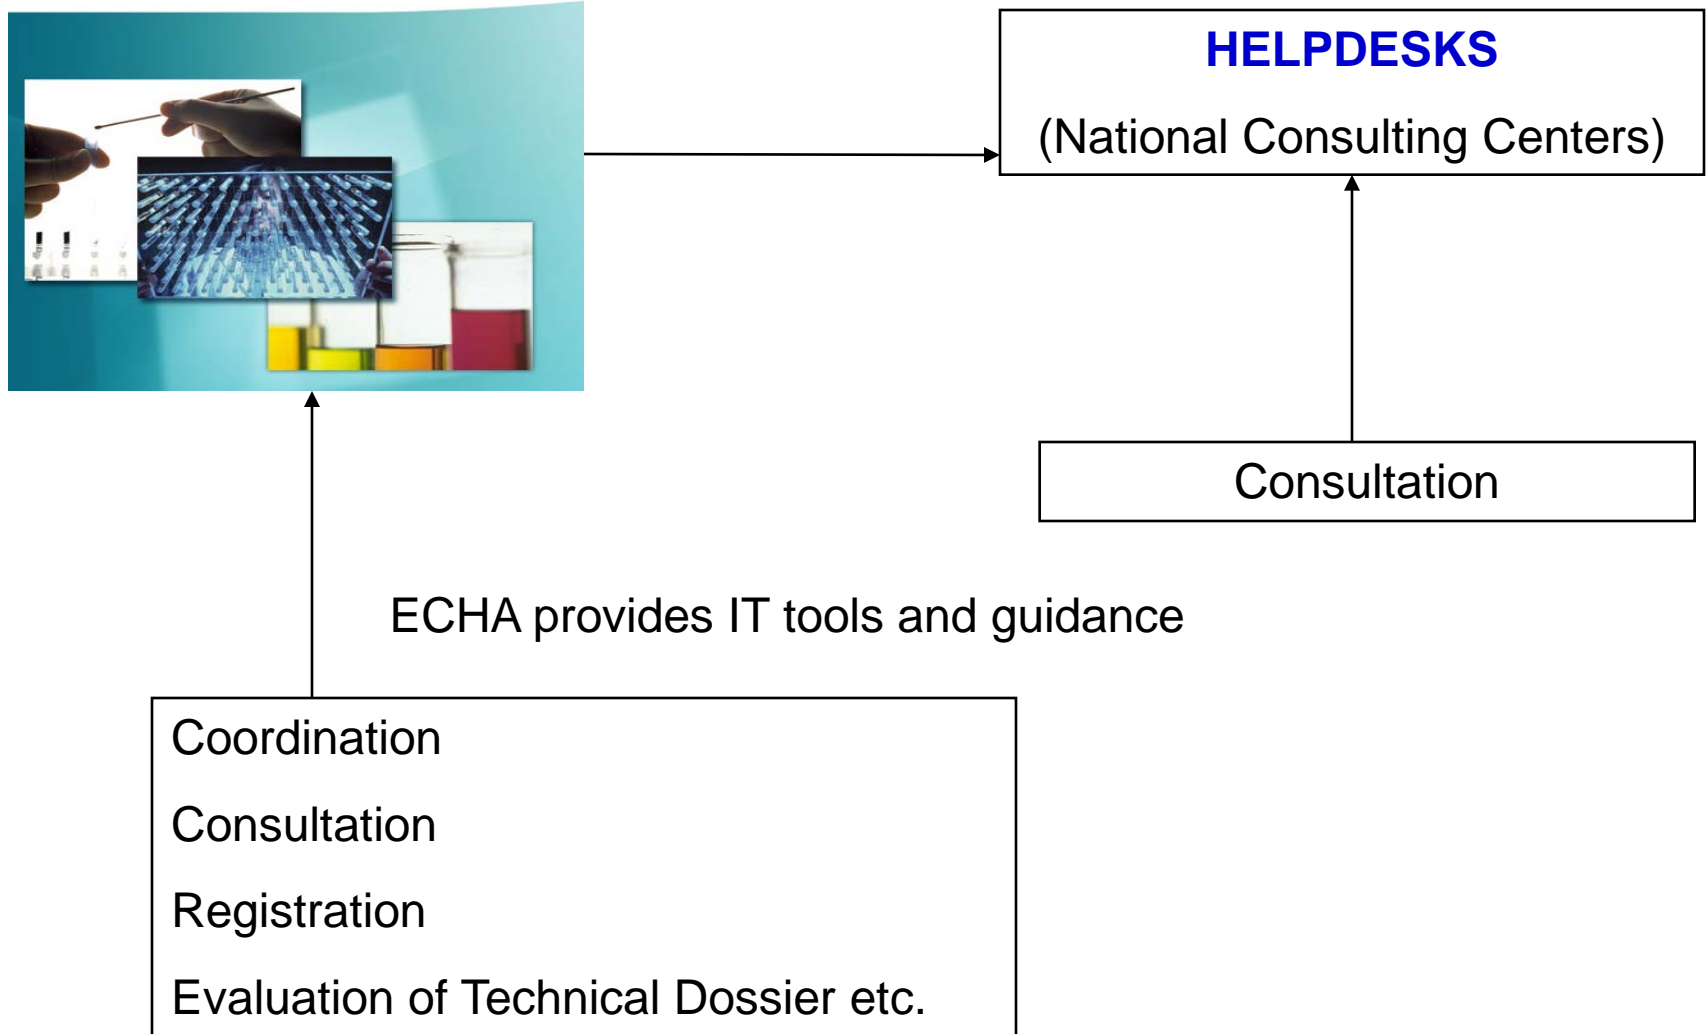 HELPDESKS
(National Consulting Centers)
Consultation
ECHA provides IT tools and guidance
Coordination
Consultation
Registration
Evaluation of Technical Dossier etc.